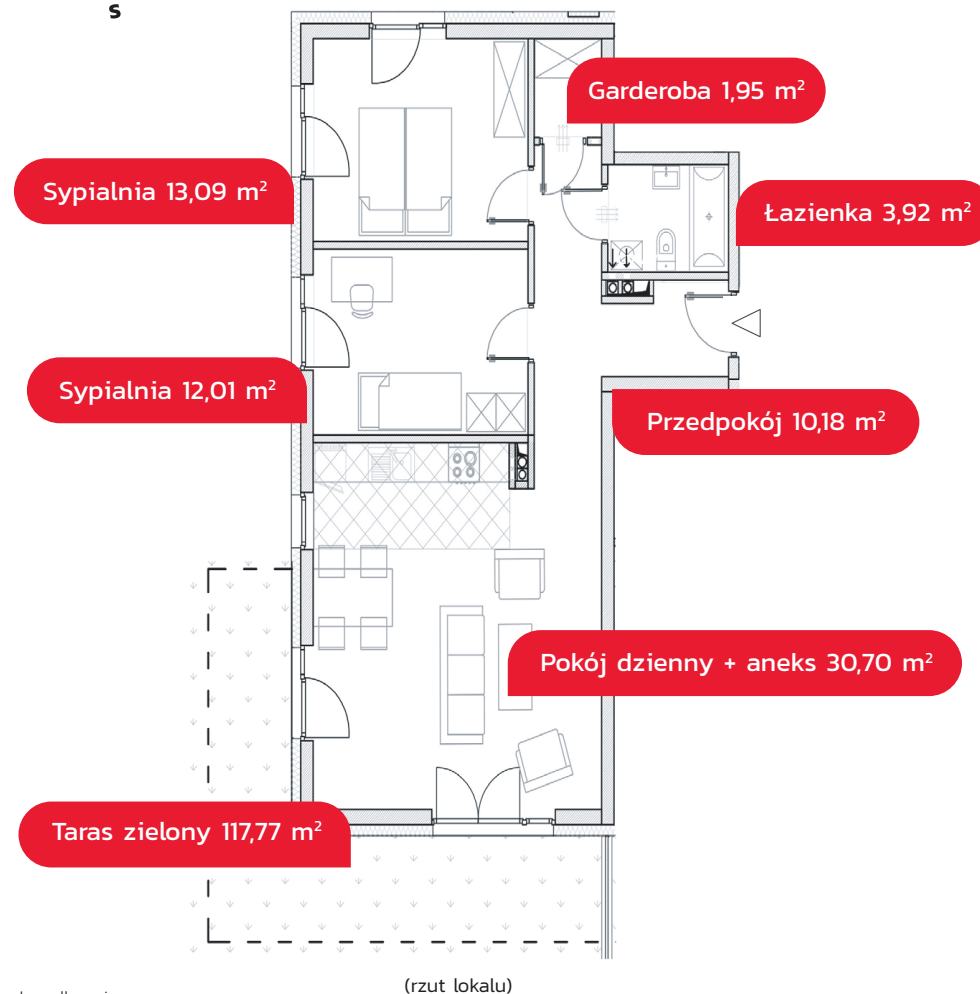 s
Garderoba 1,95 m²
Sypialnia 13,09 m²
Łazienka 3,92 m²
Sypialnia 12,01 m²
Przedpokój 10,18 m²
Pokój dzienny + aneks 30,70 m²
Taras zielony 117,77 m²
(rzut lokalu)